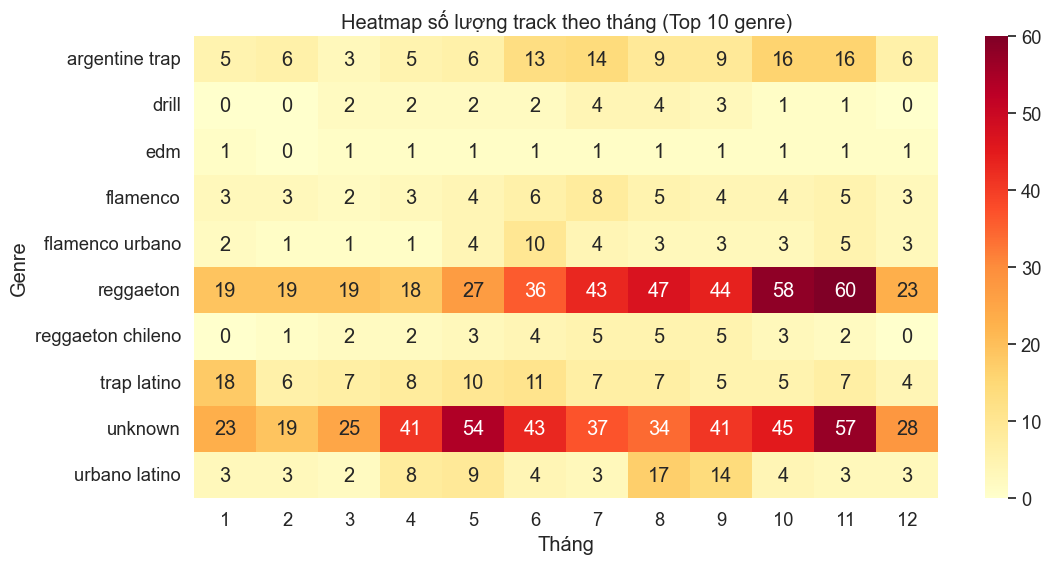 Heatmap số lượng track theo tháng (Top 10 genre)
Genre
argentine trap 5 6 3 5 6 13 14 9 9 16 16 6
drill 0 0 2 2 2 2 4 4 3 1 1 0
edm 1 0 1 1 1 1 1 1 1 1 1 1
flamenco 3 3 2 3 4 6 8 5 4 4 5 3
flamenco urbano 2 1 1 1 4 10 4 3 3 3 5 3
reggaeton 19 19 19 18 27 36 43 47 44 58 60 23
reggaeton chileno 0 1 2 2 3 4 5 5 5 3 2 0
trap latino 18 6 7 8 10 11 7 7 5 5 7 4
unknown 23 19 25 41 54 43 37 34 41 45 57 28
urbano latino 3 3 2 8 9 4 3 17 14 4 3 3
1 2 3 4 5 6 7 8 9 10 11 12
Tháng
60
50
40
30
20
10
0